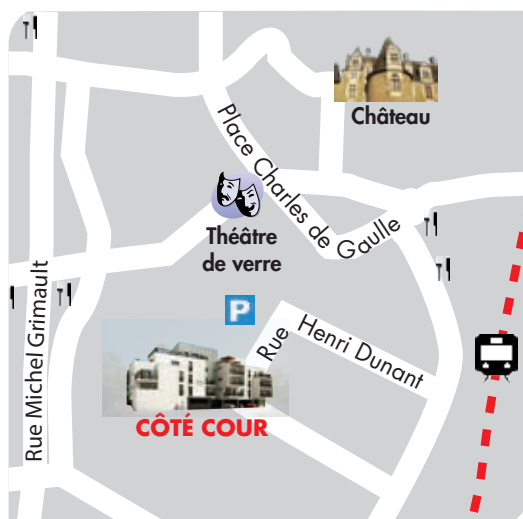 Château
Place Charles de Gaulle
Théâtre
de verre
Rue Michel Grimault
P
Rue Henri Dunant
CÔTÉ COUR